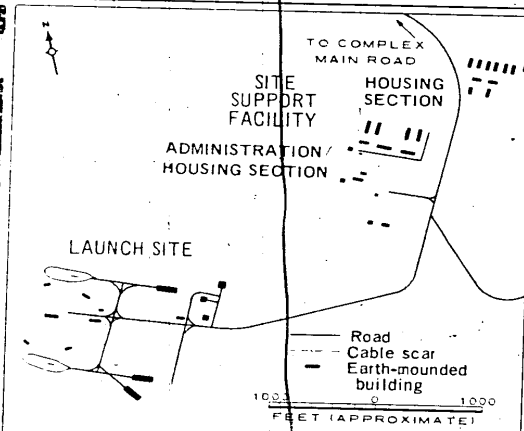 N
TO COMPLEX
MAIN ROAD
SITE
SUPPORT
FACILITY
HOUSING
SECTION
ADMINISTRATION/
HOUSING SECTION
LAUNCH SITE
Road
Cable scar
Earth-mounded
building
1000 0 1000
FEET (APPROXIMATE)